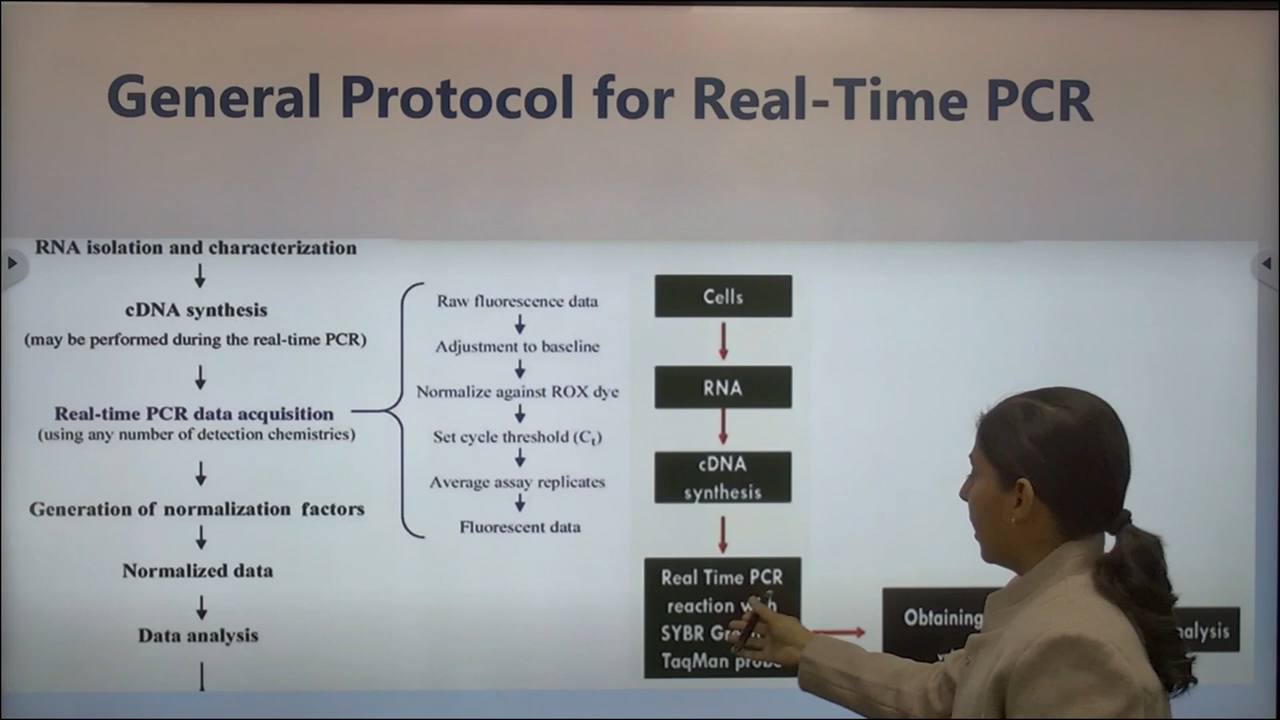 General Protocol for Real-Time PCR
RNA isolation and characterization
cDNA synthesis
(may be performed during the real-time PCR)
Real-time PCR data acquisition
(using any number of detection chemistries)
Generation of normalization factors
Normalized data
Data analysis
Raw fluorescence data
Adjustment to baseline
Normalize against ROX dye
Set cycle threshold (Ct)
Average assay replicates
Fluorescent data
Cells
RNA
cDNA
synthesis
Real Time PCR
reaction
SYBR
TaqMan
Obtaining